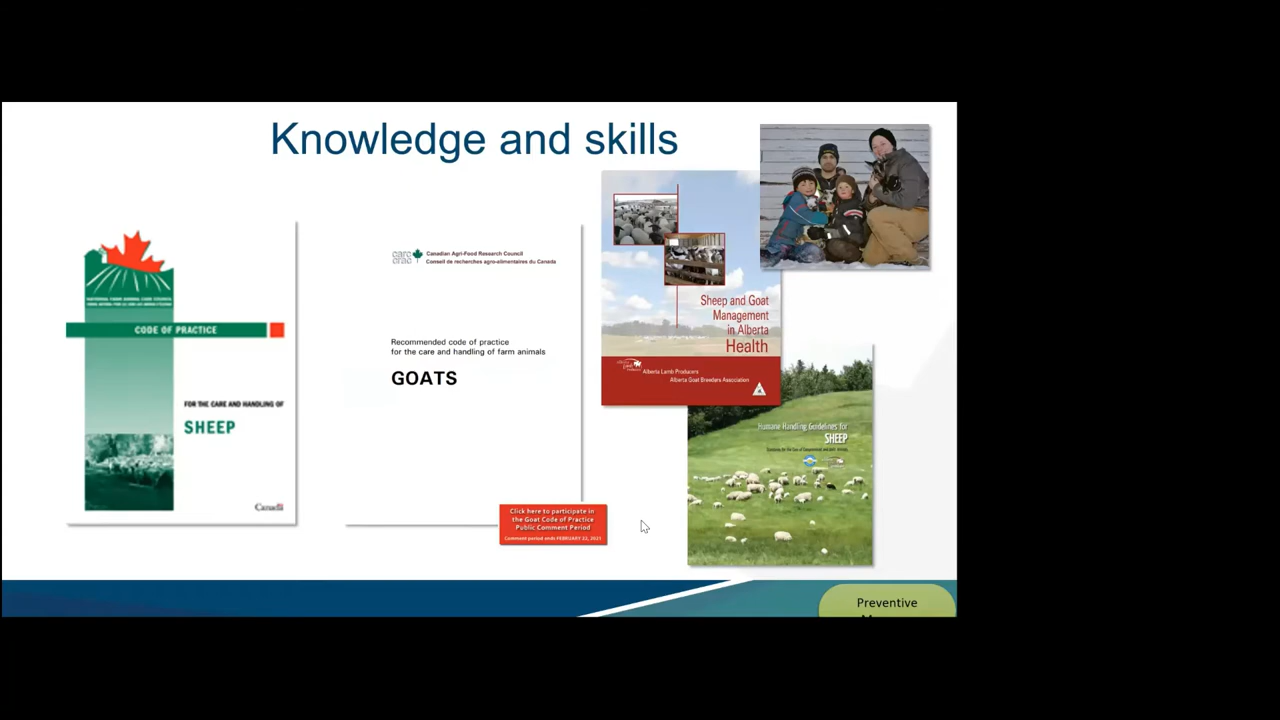 Knowledge and skills
CODE OF PRACTICE
FOR THE CARE AND HANDLING OF
SHEEP
Canada
carc
crac
Canadian Agri-Food Research Council
Conseil de recherches agro-alimentaires du Canada
Recommended code of practice
for the care and handling of farm animals
GOATS
Click here to participate in
the Goat Code of Practice
Public Comment Period
Comment period ends FEBRUARY 22, 2021
Sheep and Goat
Management
in Alberta
Health
Alberta Lamb Producers
Alberta Goat Breeders Association
Humane Handling Guidelines for
SHEEP
Preventive